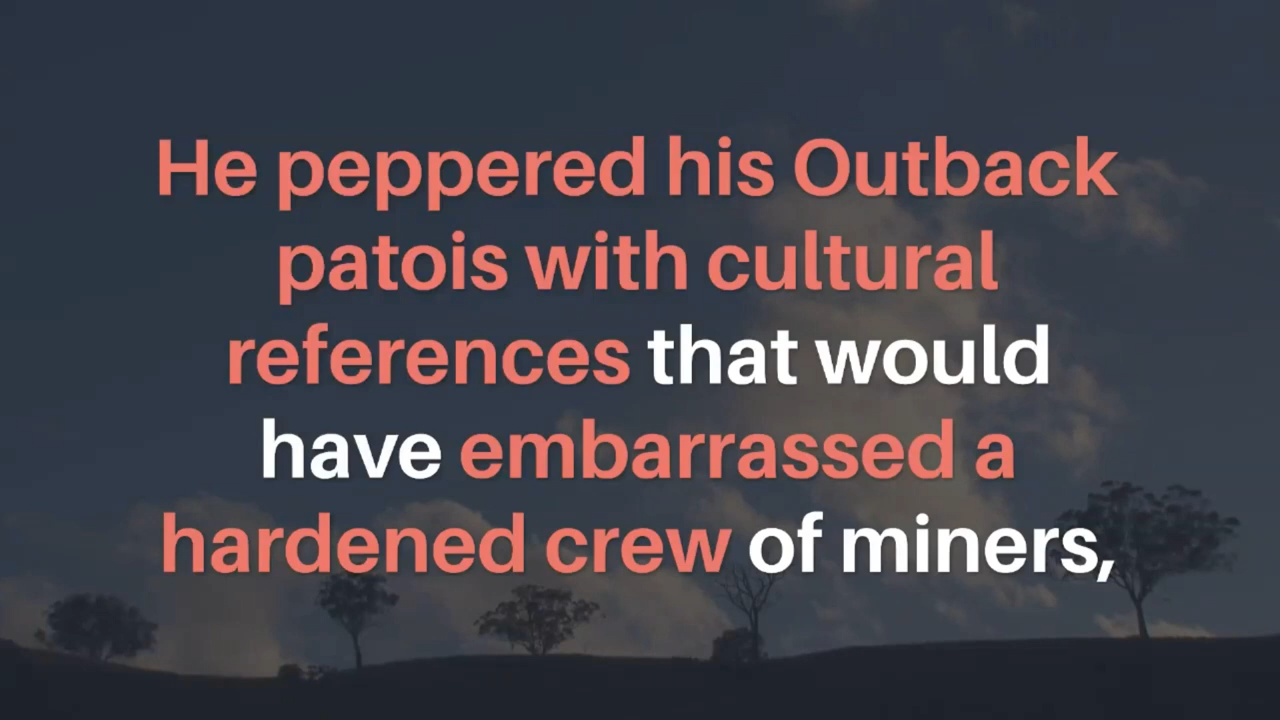 He peppered his Outback
patois with cultural
references that would
have embarrassed a
hardened crew of miners,